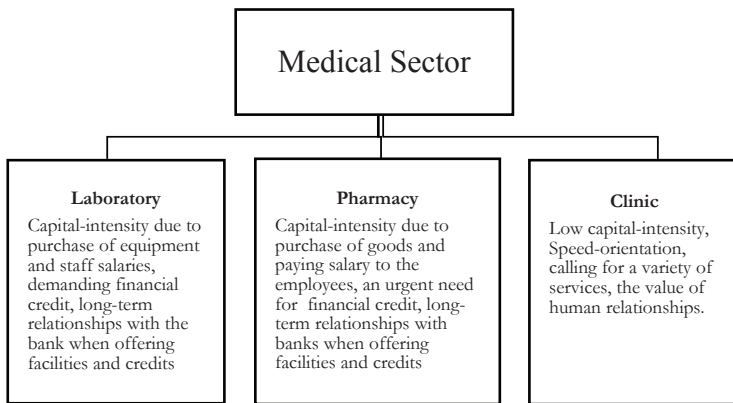 Medical Sector
Laboratory
Capital-intensity due to
purchase of equipment
and staff salaries,
demanding financial
credit, long-term
relationships with the
bank when offering
facilities and credits
Pharmacy
Capital-intensity due to
purchase of goods and
paying salary to the
employees, an urgent need
for financial credit, long-
term relationships with
banks when offering
facilities and credits
Clinic
Low capital-intensity,
Speed-orientation,
calling for a variety of
services, the value of
human relationships.